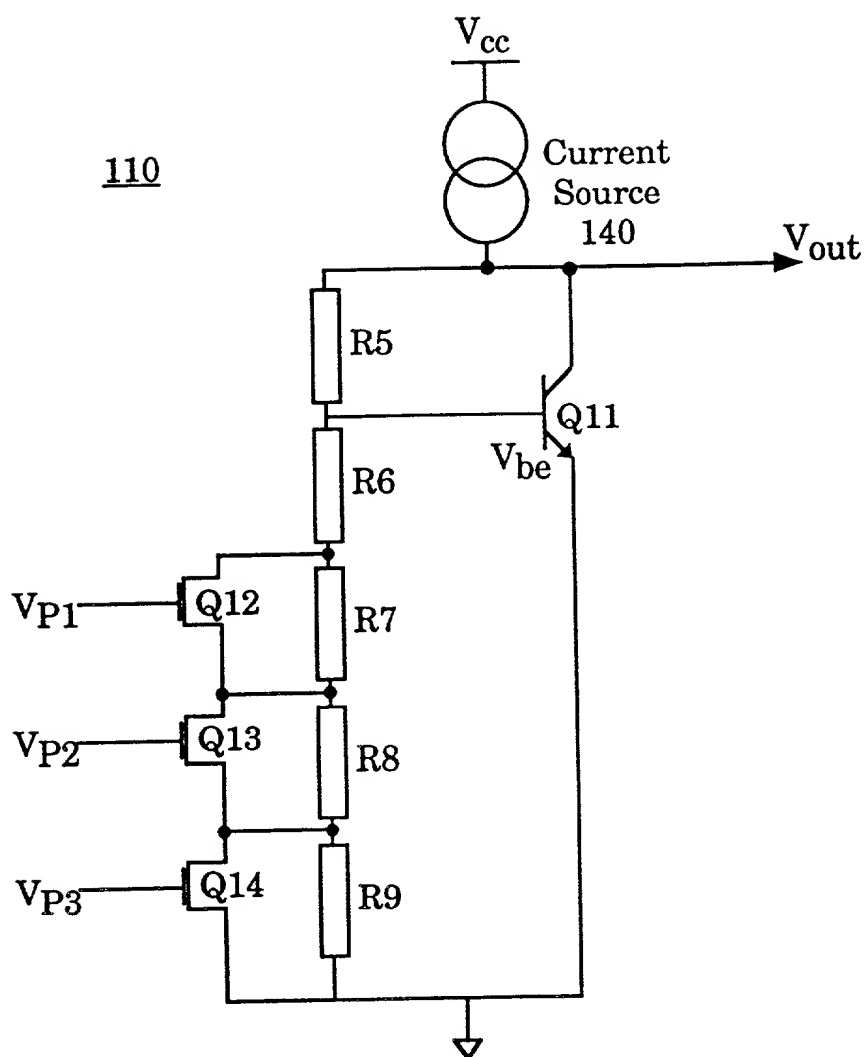 Vcc
110
Current
Source
140
Vout
R5
Q11
Vbe
R6
VP1
Q12
R7
VP2
Q13
R8
VP3
Q14
R9